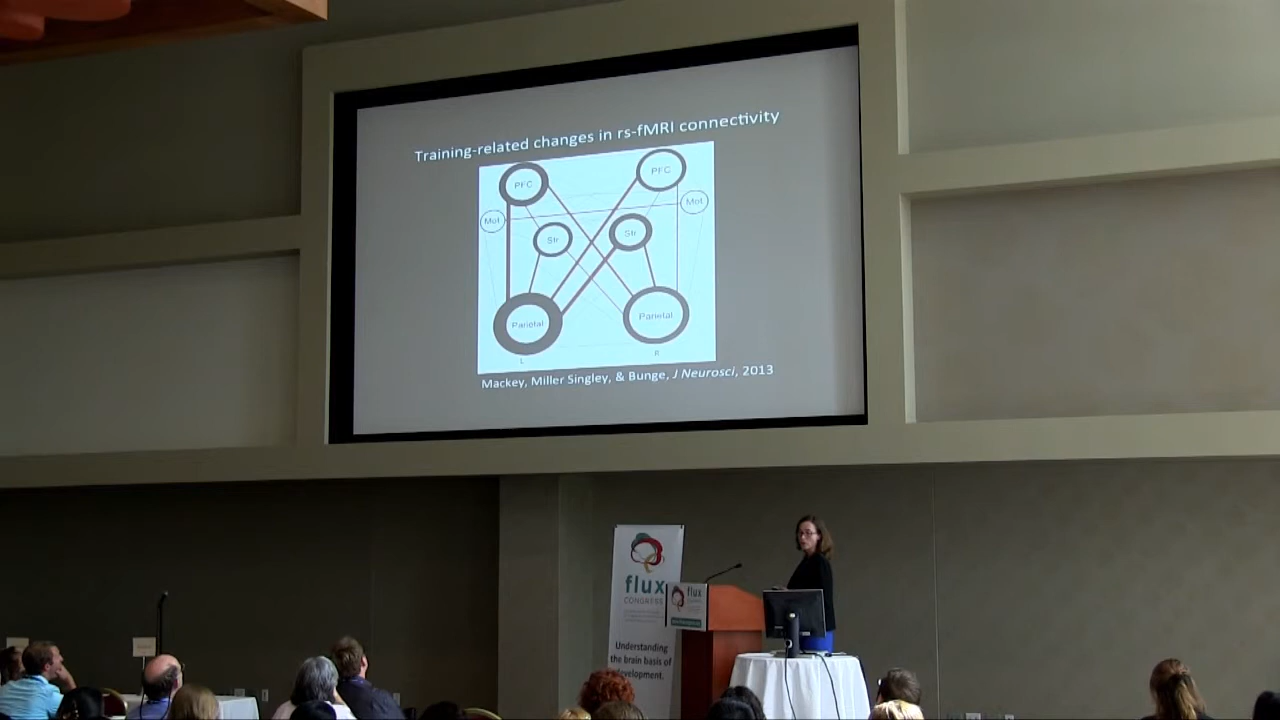 Training-related changes in rs-fMRI connectivity
PFC
PFC
Mot
Mot
Str
Str
Parietal
Parietal
L
R
Mackey, Miller Singley, & Bunge, J Neurosci, 2013
flux
CONGRESS
Understanding
the brain basis of
flux